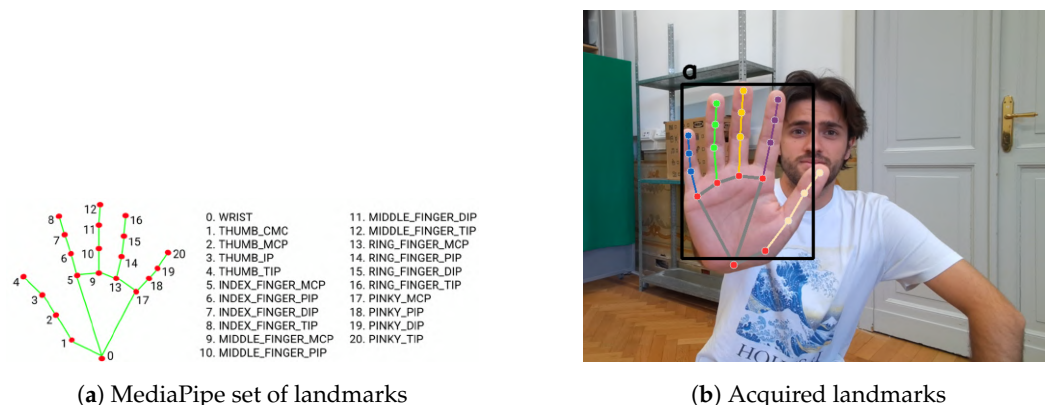 12
8
16
11
7
15
20
10
6
14
19
4
5
9
13
18
3
17
2
1
0
0. WRIST
1. THUMB_CMC
2. THUMB_MCP
3. THUMB_IP
4. THUMB_TIP
5. INDEX_FINGER_MCP
6. INDEX_FINGER_PIP
7. INDEX_FINGER_DIP
8. INDEX_FINGER_TIP
9. MIDDLE_FINGER_MCP
10. MIDDLE_FINGER_PIP
11. MIDDLE_FINGER_DIP
12. MIDDLE_FINGER_TIP
13. RING_FINGER_MCP
14. RING_FINGER_PIP
15. RING_FINGER_DIP
16. RING_FINGER_TIP
17. PINKY_MCP
18. PINKY_PIP
19. PINKY_DIP
20. PINKY_TIP
(a) MediaPipe set of landmarks
a
(b) Acquired landmarks